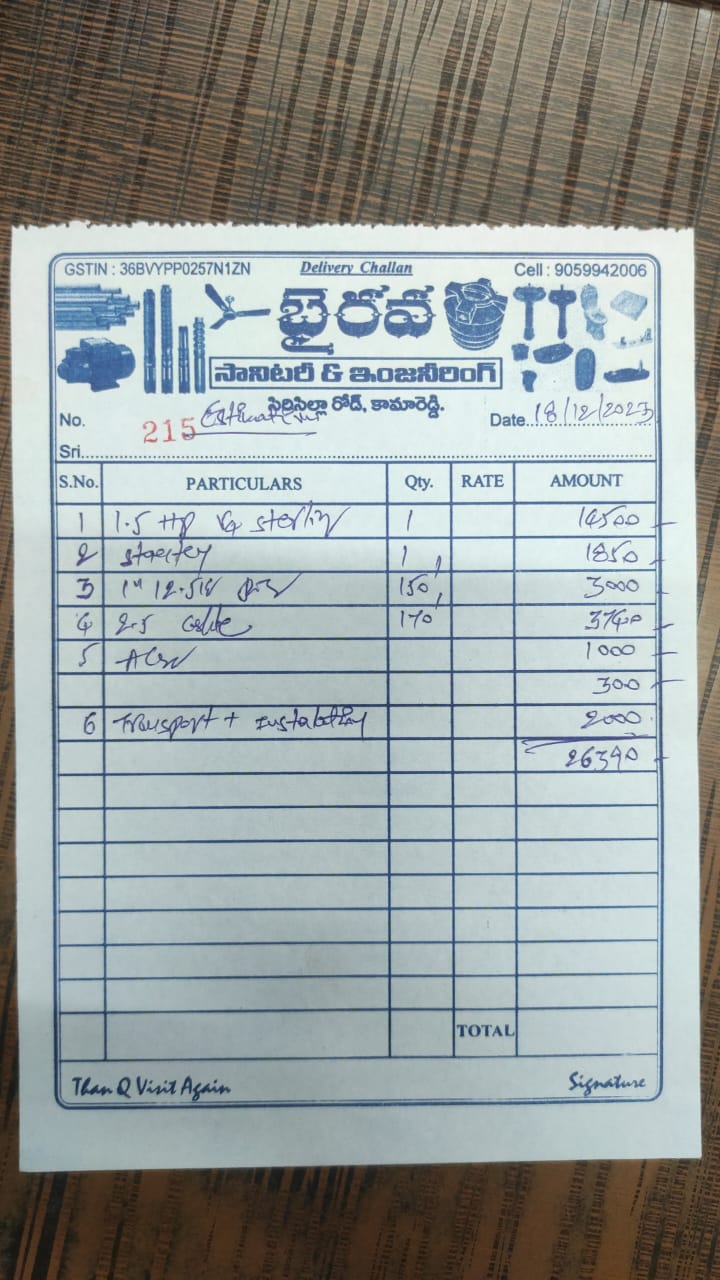 GSTIN : 36BVYPP0257N1ZN Delivery Challan Cell : 9059942006
భైరవ
సానిటరీ & ఇంజనీరింగ్
సిరిసిల్లా రోడ్, కామారెడ్డి.
No. 215 Date 18/12/2023
Sri
S.No. PARTICULARS Qty. RATE AMOUNT
1 1.5 HP 1 14500
2 1 1850
3 1" 150' 3000
4 2.5 cable 170' 3740
5 1000
300
6 Transport + 2000
26390
TOTAL
Than Q Visit Again Signature